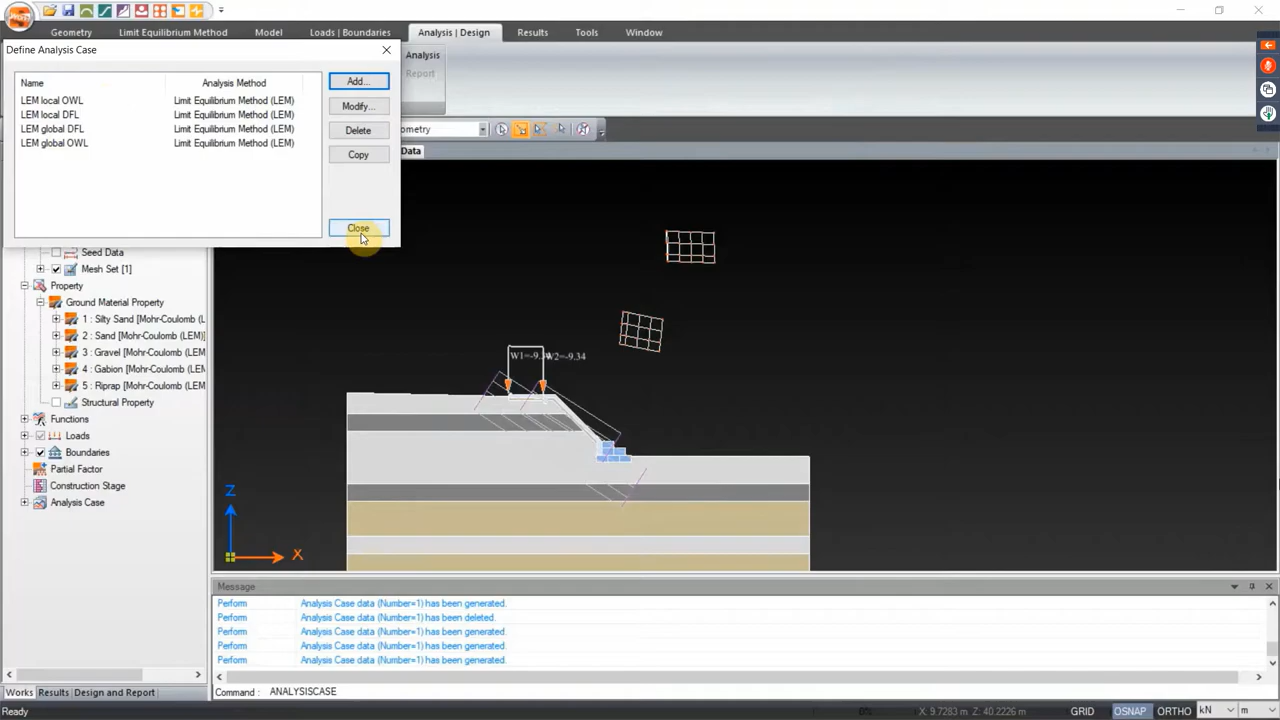 Geometry
Limit Equilibrium Method
Model
Loads | Boundaries
Analysis | Design
Results
Tools
Window
Define Analysis Case
Name
Analysis Method
LEM local OWL
Limit Equilibrium Method (LEM)
LEM local DFL
Limit Equilibrium Method (LEM)
LEM global DFL
Limit Equilibrium Method (LEM)
LEM global OWL
Limit Equilibrium Method (LEM)
Add...
Modify...
Delete
Copy
Close
Analysis
Report
ometry
Data
Seed Data
Mesh Set [1]
Property
Ground Material Property
1 : Silty Sand [Mohr-Coulomb (L
2 : Sand [Mohr-Coulomb (LEM)]
3 : Gravel [Mohr-Coulomb (LEM
4 : Gabion [Mohr-Coulomb (LEM
5 : Riprap [Mohr-Coulomb (LEM
Structural Property
Functions
Loads
Boundaries
Partial Factor
Construction Stage
Analysis Case
W2=-9.34
Z
X
Message
Perform Analysis Case data (Number=1) has been generated.
Perform Analysis Case data (Number=1) has been deleted.
Perform Analysis Case data (Number=1) has been generated.
Perform Analysis Case data (Number=1) has been generated.
Perform Analysis Case data (Number=1) has been generated.
Works
Results
Design and Report
Command : ANALYSISCASE
Ready
0%
X: 9.7283 m Z: 40.2226 m
GRID
OSNAP
ORTHO
kN
m